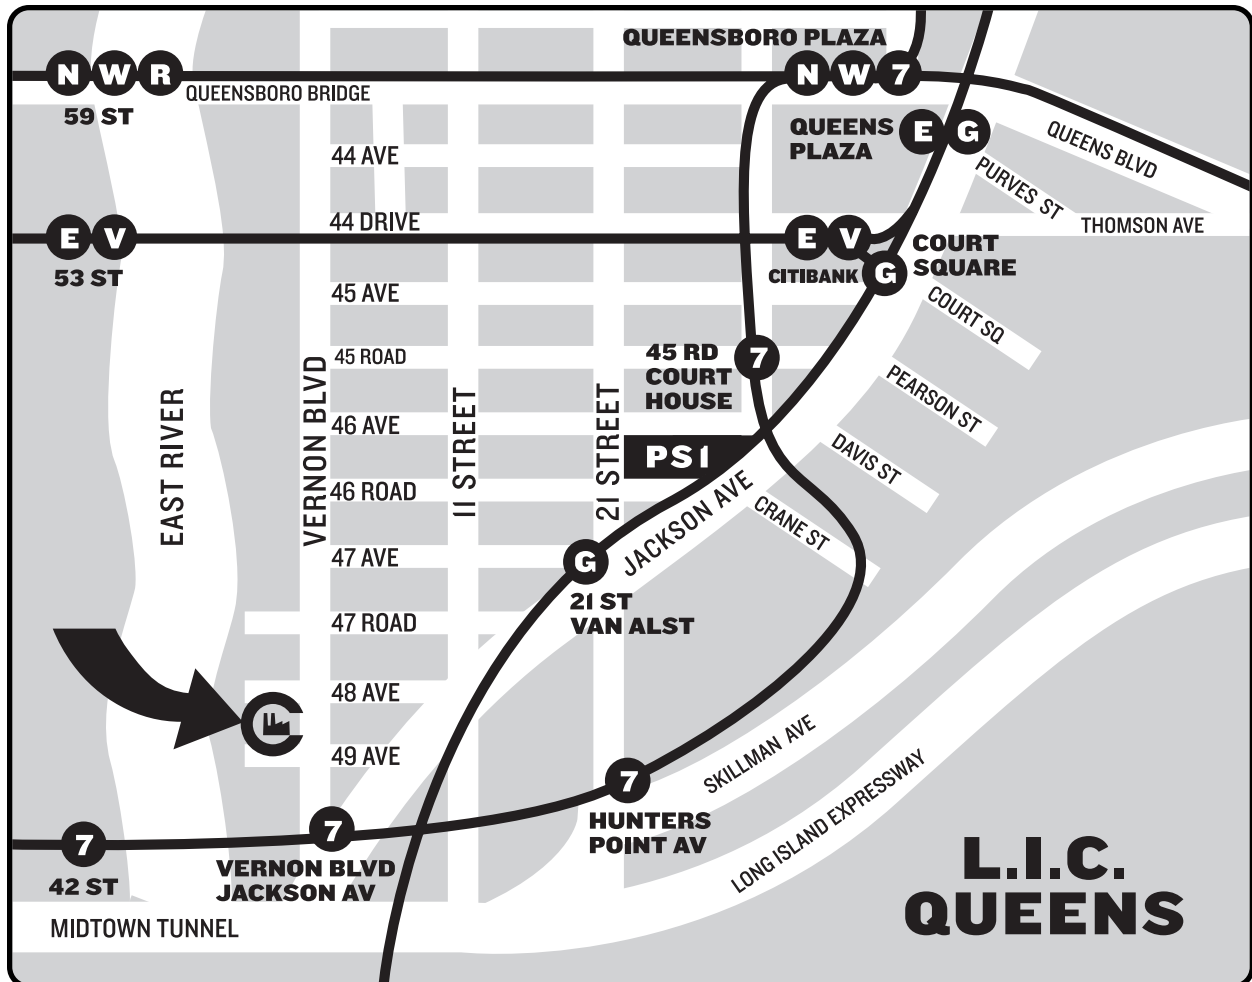 QUEENSBORO PLAZA
N W R
N W 7
QUEENSBORO BRIDGE
59 ST
QUEENS
PLAZA
E G
QUEENS BLVD
44 AVE
PURVES ST
44 DRIVE
THOMSON AVE
E V
53 ST
E V
CITIBANK
G
COURT
SQUARE
45 AVE
COURT SQ
45 ROAD
45 RD
COURT
HOUSE
7
PEARSON ST
EAST RIVER
VERNON BLVD
11 STREET
21 STREET
46 AVE
PS1
DAVIS ST
46 ROAD
JACKSON AVE
CRANE ST
47 AVE
G
21 ST
VAN ALST
47 ROAD
48 AVE
49 AVE
SKILLMAN AVE
LONG ISLAND EXPRESSWAY
7
HUNTERS
POINT AV
7
VERNON BLVD
JACKSON AV
7
42 ST
MIDTOWN TUNNEL
L.I.C.
QUEENS